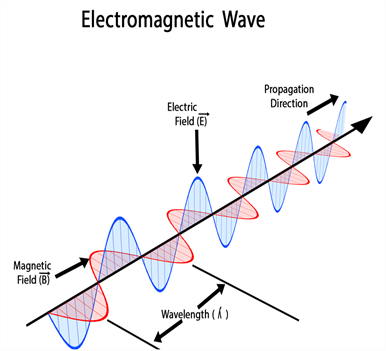 Electromagnetic Wave
Propagation
Direction
Electric
Field (E⃗)
Magnetic
Field (B⃗)
Wavelength (λ)